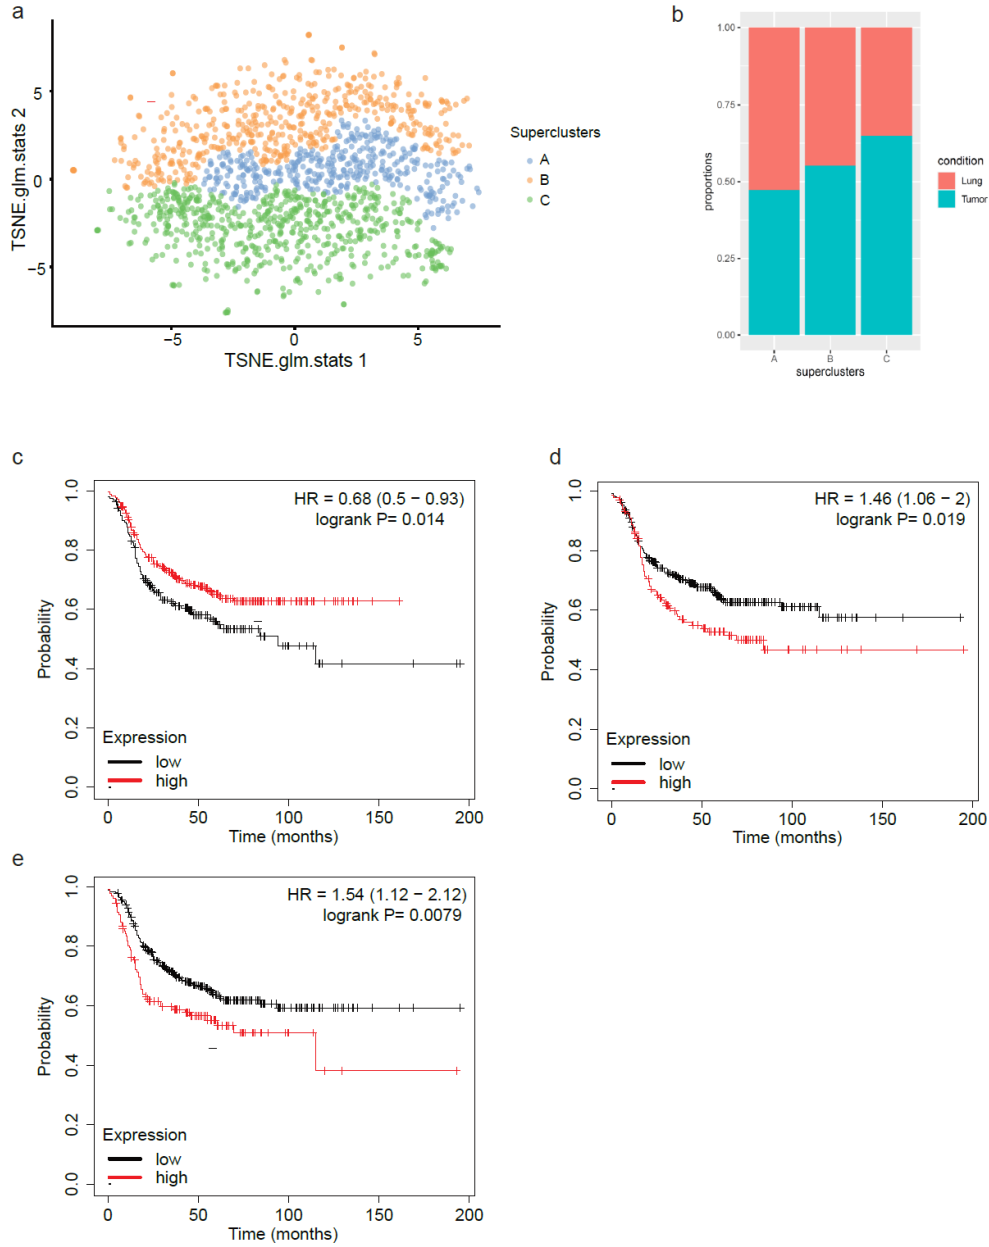 a
TSNE.glm.stats 2
5
0
−5
−5
0
5
TSNE.glm.stats 1
Superclusters
A
B
C
b
proportions
1.00
0.75
0.50
0.25
0.00
A
B
C
superclusters
condition
Lung
Tumor
c
Probability
1.0
0.8
0.6
0.4
0.2
0.0
HR = 0.68 (0.5 − 0.93)
logrank P= 0.014
Expression
low
high
0
50
100
150
200
Time (months)
d
Probability
1.0
0.8
0.6
0.4
0.2
0.0
HR = 1.46 (1.06 − 2)
logrank P= 0.019
Expression
low
high
0
50
100
150
200
Time (months)
e
Probability
1.0
0.8
0.6
0.4
0.2
0.0
HR = 1.54 (1.12 − 2.12)
logrank P= 0.0079
Expression
low
high
0
50
100
150
200
Time (months)